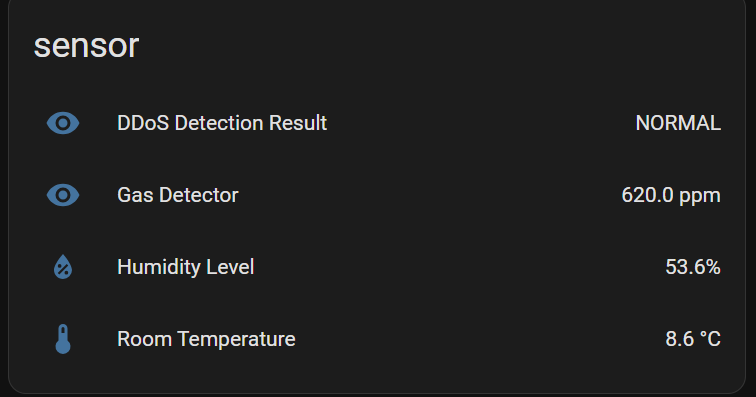 sensor
DDoS Detection Result NORMAL
Gas Detector 620.0 ppm
Humidity Level 53.6%
Room Temperature 8.6 °C